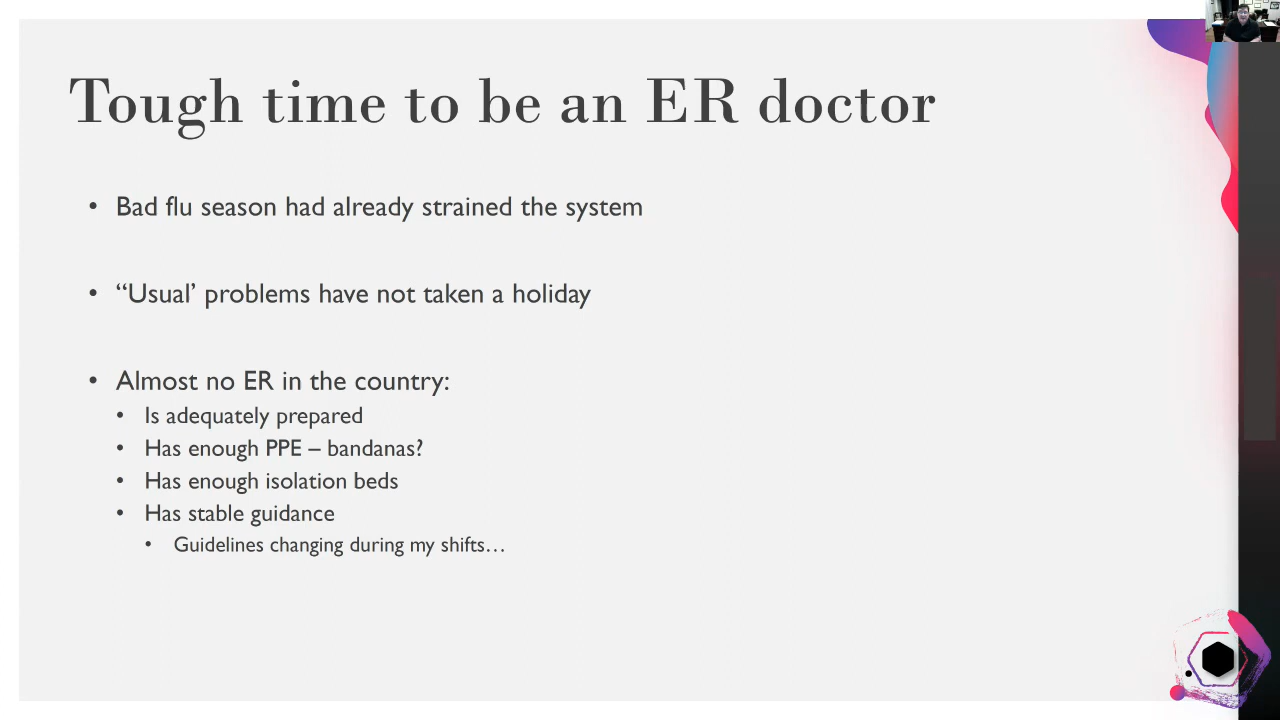 Tough time to be an ER doctor
• Bad flu season had already strained the system
• “Usual’ problems have not taken a holiday
• Almost no ER in the country:
• Is adequately prepared
• Has enough PPE – bandanas?
• Has enough isolation beds
• Has stable guidance
• Guidelines changing during my shifts…